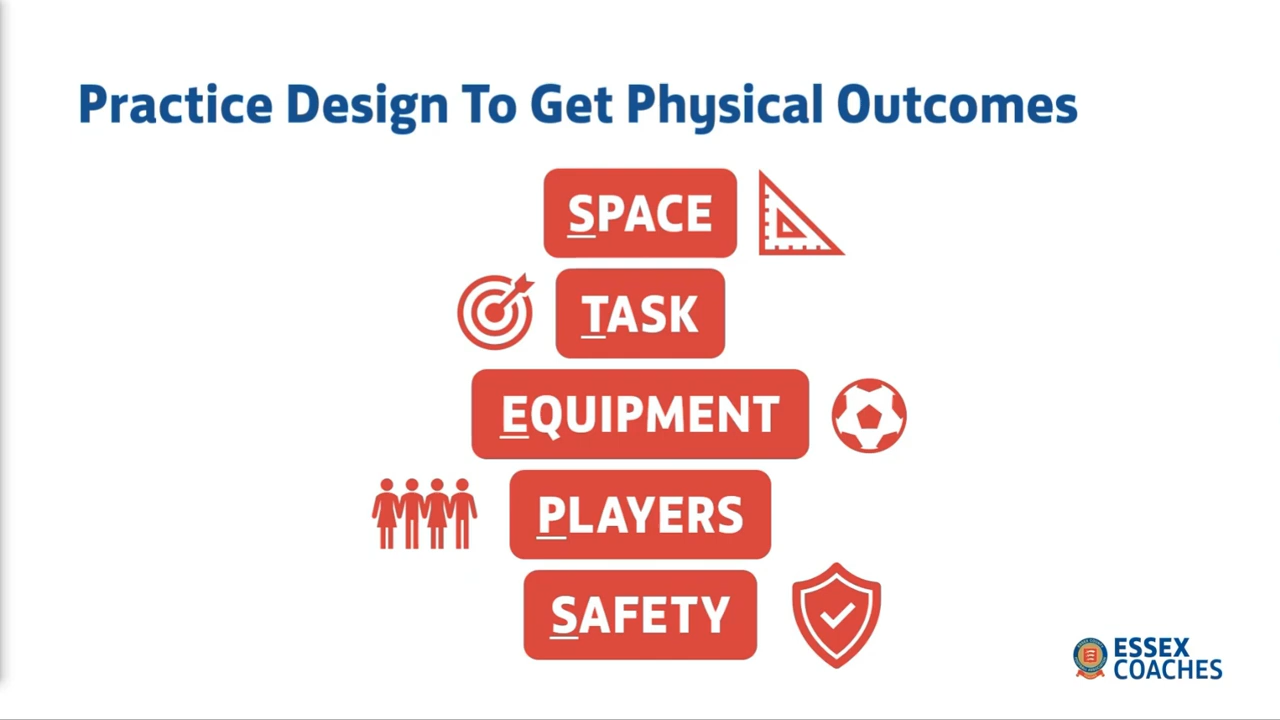 Practice Design To Get Physical Outcomes
SPACE
TASK
EQUIPMENT
PLAYERS
SAFETY
ESSEX
COACHES